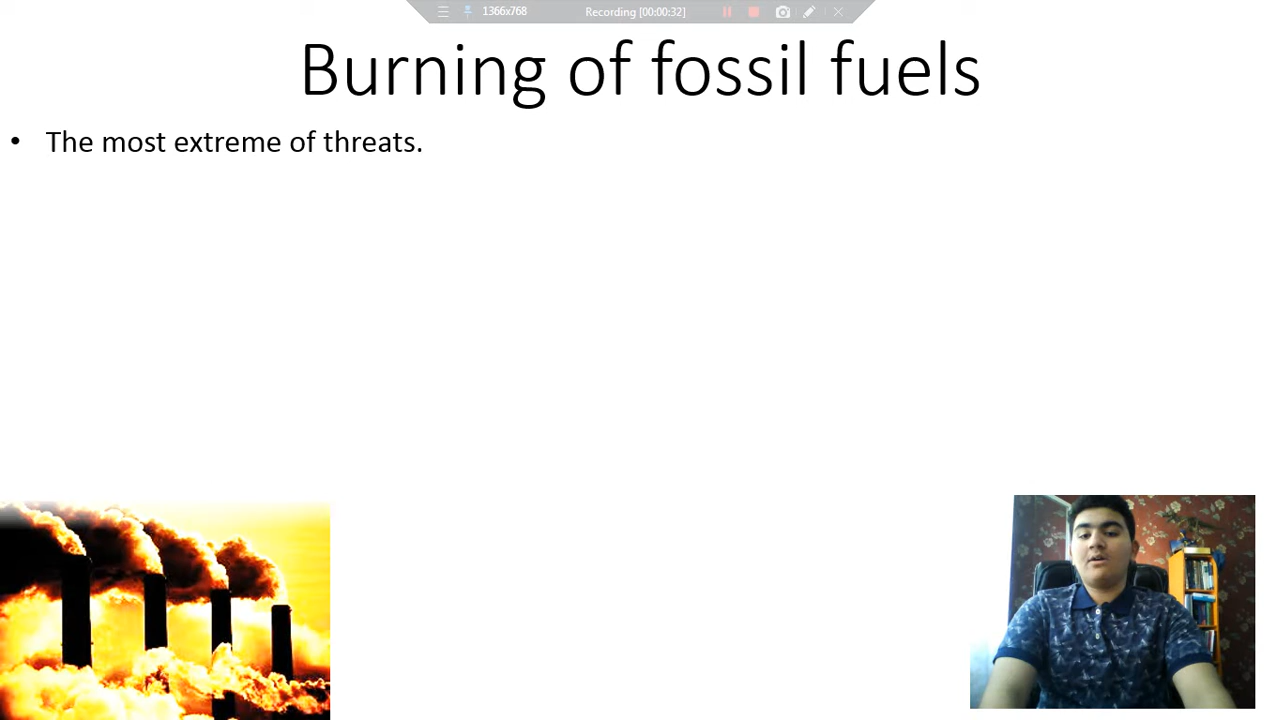 1366x768
Recording [00:00:32]
Burning of fossil fuels
• The most extreme of threats.